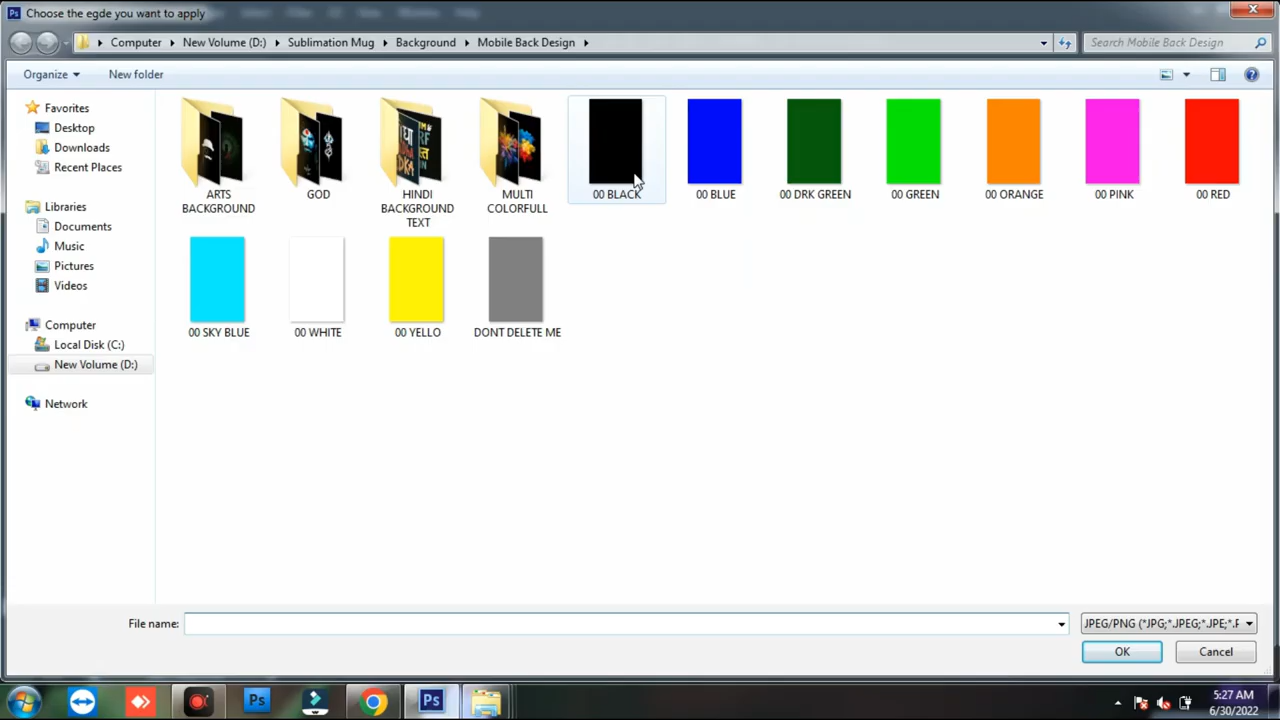 Choose the egde you want to apply
Computer New Volume (D:) Sublimation Mug Background Mobile Back Design
Search Mobile Back Design
Organize
New folder
Favorites
Desktop
Downloads
Recent Places
Libraries
Documents
Music
Pictures
Videos
Computer
Local Disk (C:)
New Volume (D:)
Network
ARTS
BACKGROUND
GOD
HINDI
BACKGROUND
TEXT
MULTI
COLORFULL
00 BLACK
00 BLUE
00 DRK GREEN
00 GREEN
00 ORANGE
00 PINK
00 RED
00 SKY BLUE
00 WHITE
00 YELLO
DONT DELETE ME
File name:
JPEG/PNG (*JPG;*.JPEG;*.JPE;*.F
OK
Cancel
Ps
Ps
5:27 AM
6/30/2022